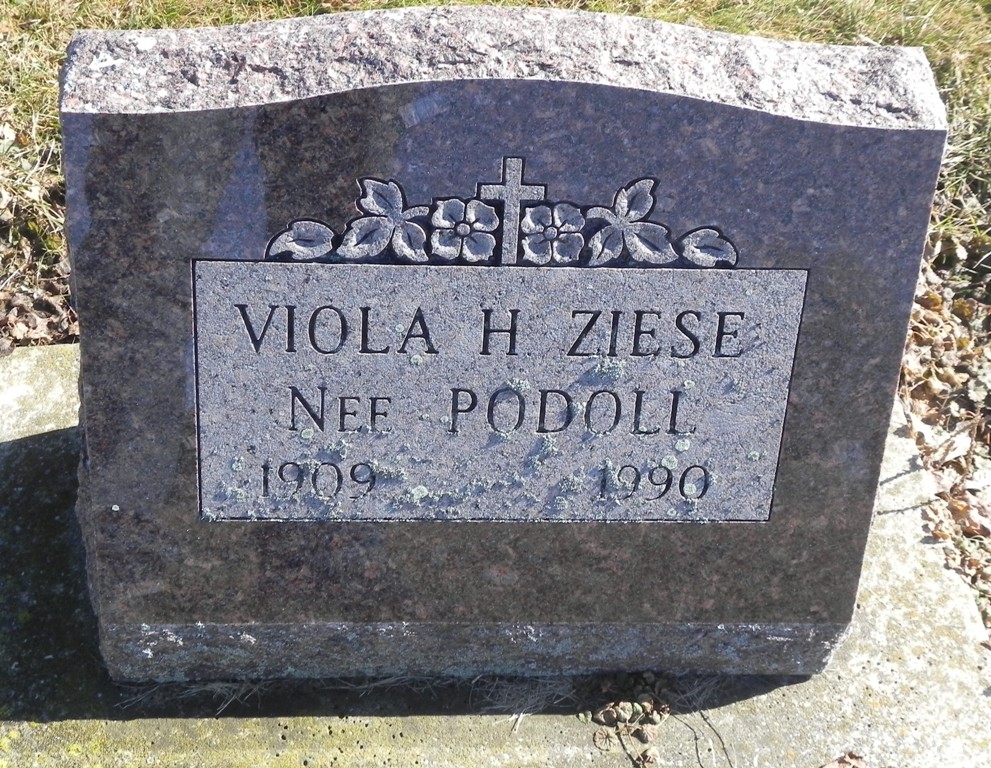 VIOLA H. ZIESE
NEE PODOLL
1909 1990